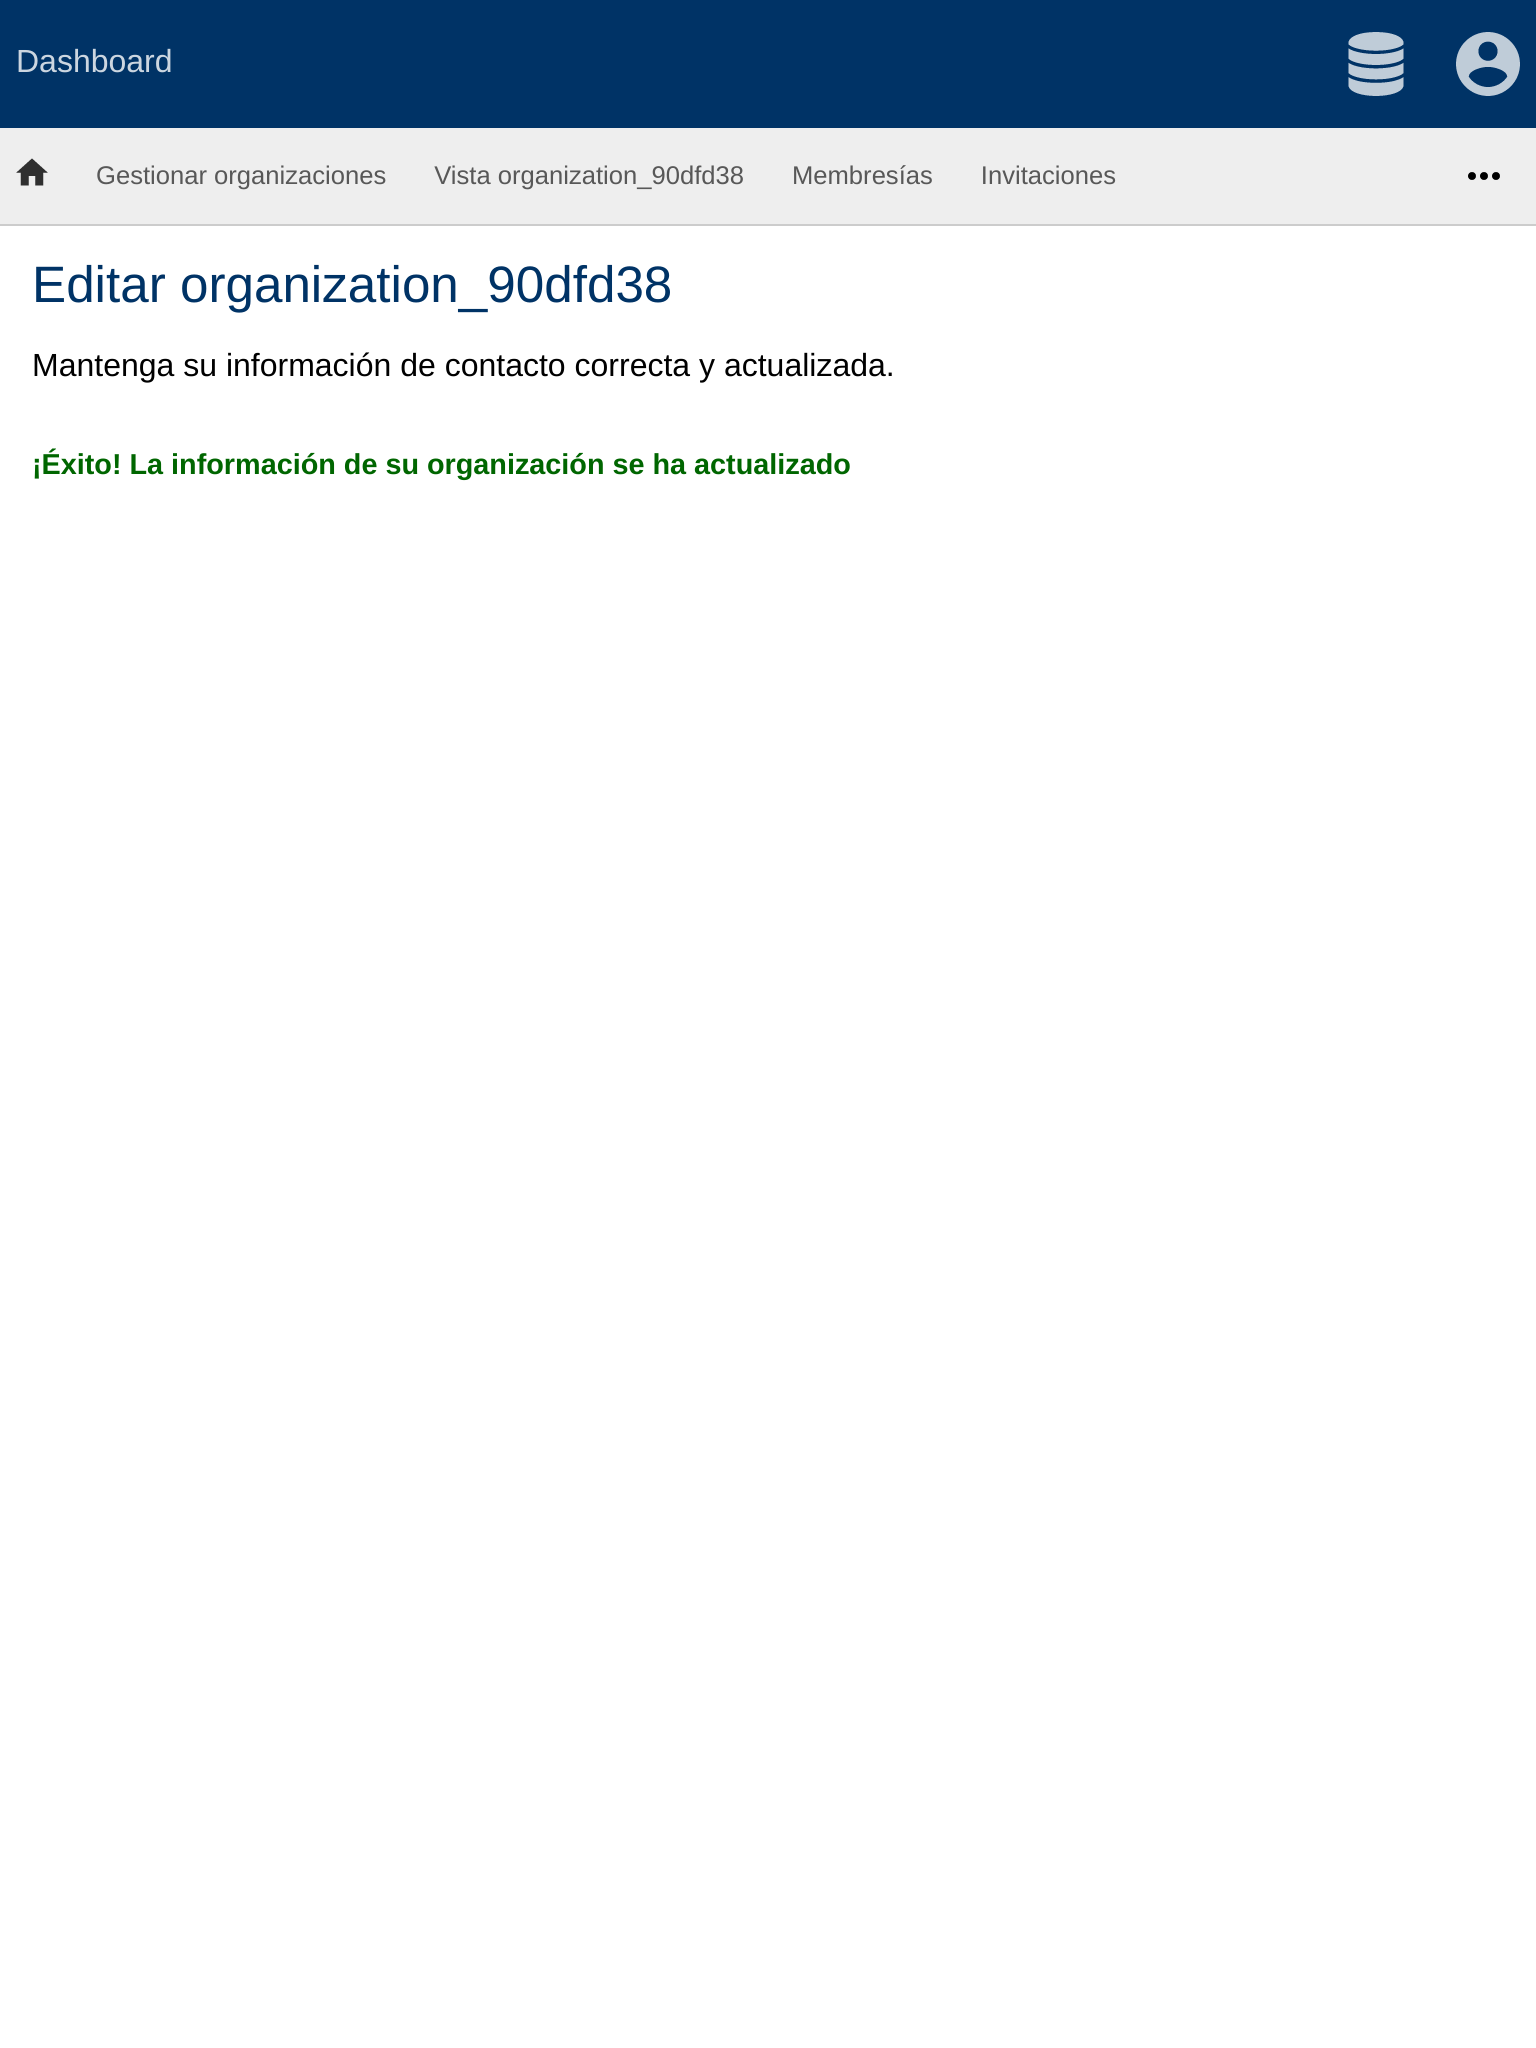 Dashboard
Gestionar organizaciones Vista organization_90dfd38 Membresías Invitaciones
Editar organization_90dfd38
Mantenga su información de contacto correcta y actualizada.
¡Éxito! La información de su organización se ha actualizado